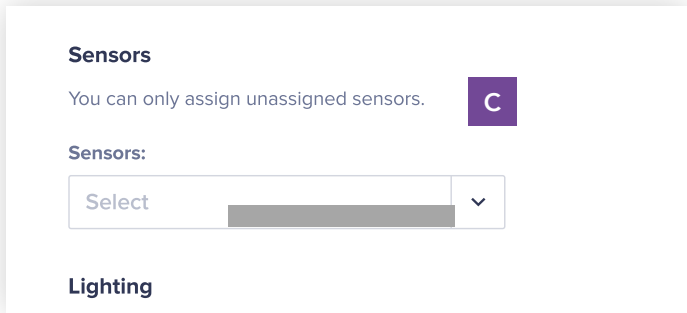 Sensors
You can only assign unassigned sensors.
C
Sensors:
Select
Lighting